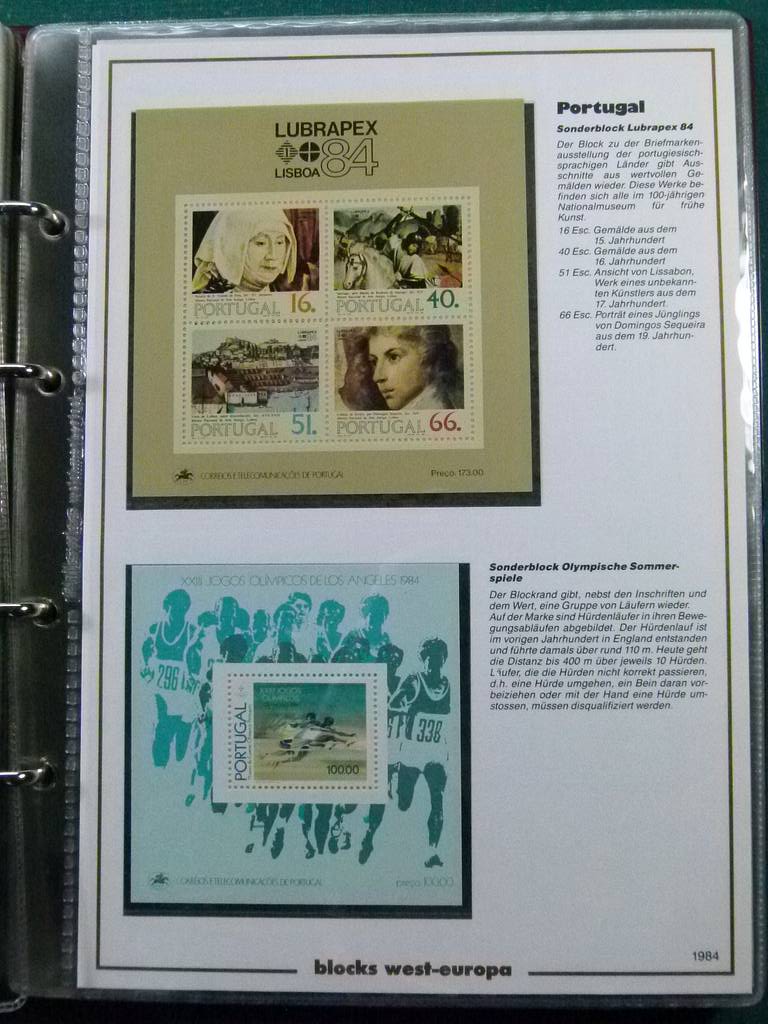 Portugal
Sonderblock Lubrapex 84
Der Block zu der Briefmarken-
ausstellung der portugiesisch-
sprachigen Länder gibt Aus-
schnitte aus wertvollen Ge-
mälden wieder. Diese Werke be-
finden sich alle im 100-jährigen
Nationalmuseum für frühe
Kunst.
16 Esc. Gemälde aus dem
15. Jahrhundert
40 Esc. Gemälde aus dem
16. Jahrhundert
51 Esc. Ansicht von Lissabon,
Werk eines unbekann-
ten Künstlers aus dem
17. Jahrhundert.
66 Esc. Porträt eines Jünglings
von Domingos Sequeira
aus dem 19. Jahrhun-
dert.
LUBRAPEX
LISBOA 84
16.
PORTUGAL
LUBRAPEX
40.
PORTUGAL
51.
PORTUGAL
PORTUGAL 66.
CORREIOS E TELECOMUNICAÇÕES DE PORTUGAL
Preço: 173.00
Sonderblock Olympische Sommer-
spiele
Der Blockrand gibt, nebst den Inschriften und
dem Wert, eine Gruppe von Läufern wieder.
Auf der Marke sind Hürdenläufer in ihren Bewe-
gungsabläufen abgebildet. Der Hürdenlauf ist
im vorigen Jahrhundert in England entstanden
und führte damals über rund 110 m. Heute geht
die Distanz bis 400 m über jeweils 10 Hürden.
Läufer, die die Hürden nicht korrekt passieren,
d.h. eine Hürde umgehen, ein Bein daran vor-
beiziehen oder mit der Hand eine Hürde um-
stossen, müssen disqualifiziert werden.
XXIII JOGOS OLÍMPICOS DE LOS ANGELES 1984
296
338
XXIII JOGOS
OLÍMPICOS
PORTUGAL
100.00
CORREIOS E TELECOMUNICAÇÕES DE PORTUGAL
preço: 100.00
1984
blocks west-europa